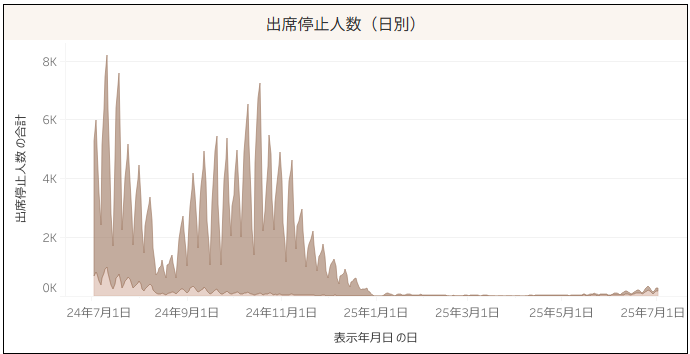 出席停止人数（日別）
8K
6K
4K
2K
0K
出席停止人数 の合計
24年7月1日
24年9月1日
24年11月1日
25年1月1日
25年3月1日
25年5月1日
25年7月1日
表示年月日 の日